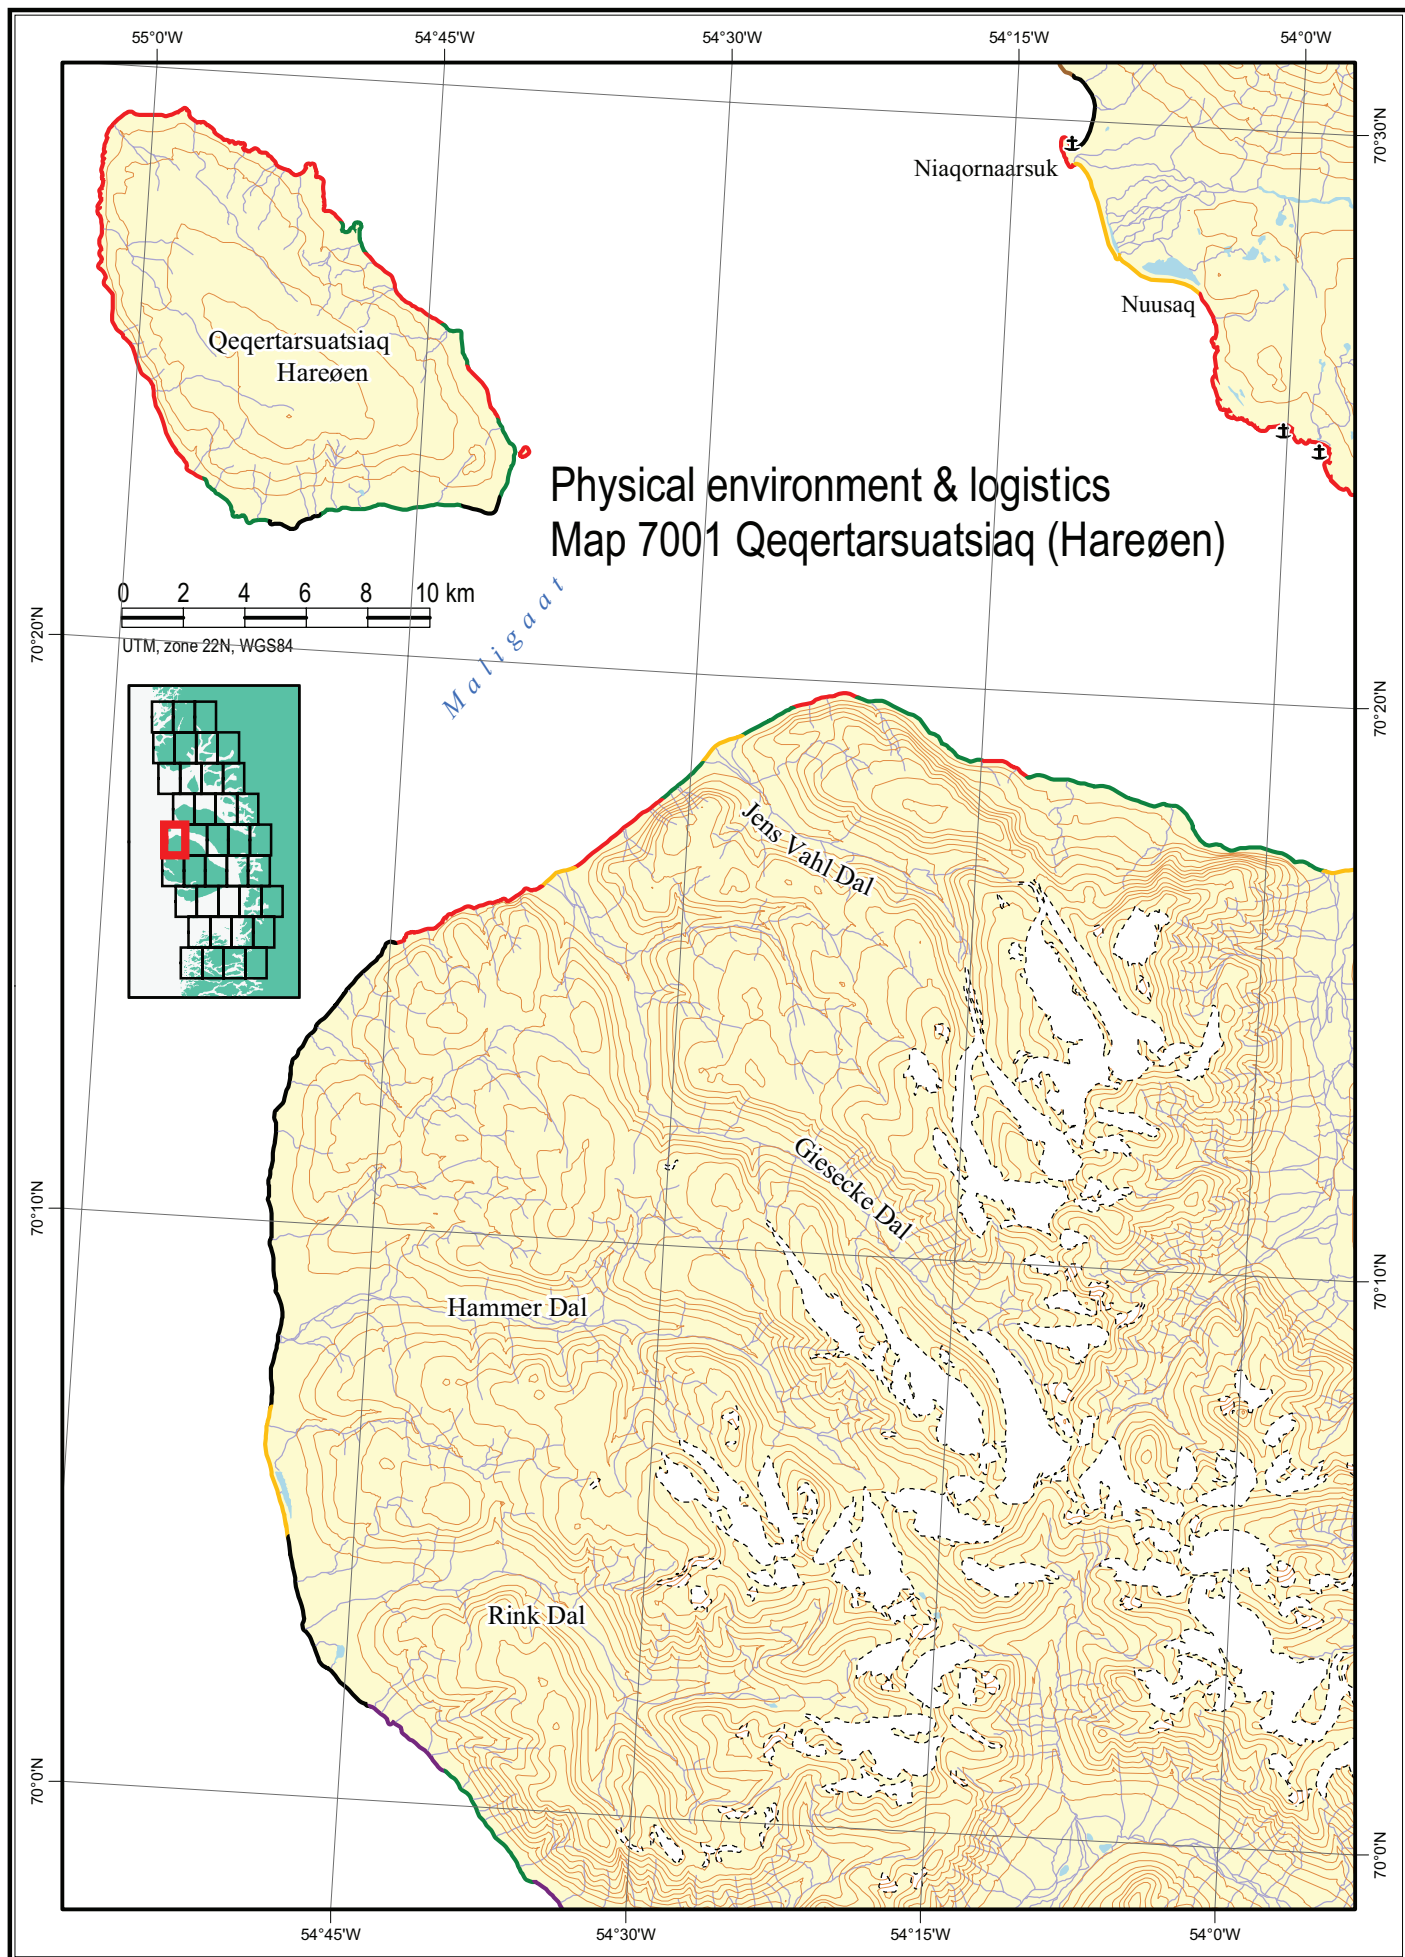 55°0'W
54°45'W
54°30'W
54°15'W
54°0'W
70°30'N
Niaqornaarsuk
Nuusaq
Qeqertarsuatsiaq
Hareøen
Physical environment & logistics
Map 7001 Qeqertarsuatsiaq (Hareøen)
0 2 4 6 8 10 km
UTM, zone 22N, WGS84
Maligaat
70°20'N
70°20'N
Jens Vahl Dal
Giesecke Dal
70°10'N
70°10'N
Hammer Dal
Rink Dal
70°0'N
70°0'N
54°45'W
54°30'W
54°15'W
54°0'W